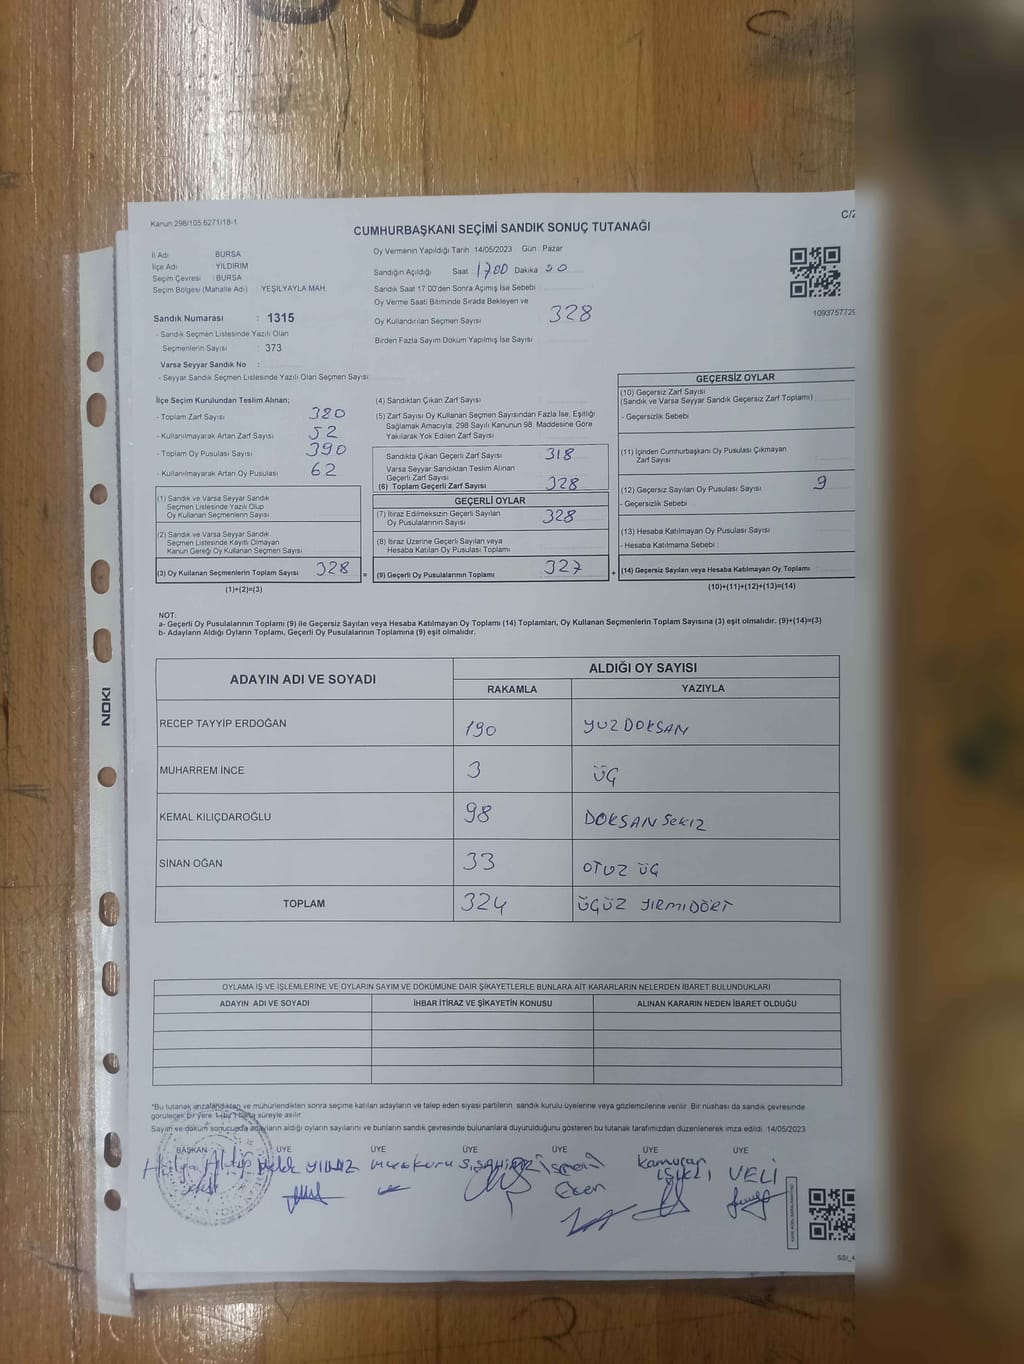 Kanun:298/105 6271/18-1
C/2
CUMHURBAŞKANI SEÇİMİ SANDIK SONUÇ TUTANAĞI
İl Adı BURSA
İlçe Adı YILDIRIM
Seçim Çevresi : BURSA
Seçim Bölgesi (Mahalle Adı) : YEŞİLYAYLA MAH.
Sandık Numarası : 1315
- Sandık Seçmen Listesinde Yazılı Olan
Seçmenlerin Sayısı : 373
Varsa Seyyar Sandık No :
- Seyyar Sandık Seçmen Listesinde Yazılı Olan Seçmen Sayısı
Oy Vermenin Yapıldığı Tarih : 14/05/2023 Gün : Pazar
Sandığın Açıldığı Saat 17.00 Dakika
Sandık Saat 17.00'den Sonra Açımış İse Sebebi
Oy Verme Saati Bitiminde Sırada Bekleyen ve
Oy Kullandırılan Seçmen Sayısı 328
Birden Fazla Sayım Döküm Yapılmış İse Sayısı
1093757729
İlçe Seçim Kurulundan Teslim Alınan;
- Toplam Zarf Sayısı 380
- Kullanılmayarak Artan Zarf Sayısı 52
- Toplam Oy Pusulası Sayısı 390
- Kullanılmayarak Artan Oy Pusulası 62
(1) Sandık ve Varsa Seyyar Sandık
Seçmen Listesinde Yazılı Olup
Oy Kullanan Seçmenlerin Sayısı
(2) Sandık ve Varsa Seyyar Sandık
Seçmen Listesinde Kayıtlı Olmayan
Kanun Gereği Oy Kullanan Seçmen Sayısı
(3) Oy Kullanan Seçmenlerin Toplam Sayısı 328
(1)+(2)=(3)
(4) Sandıktan Çıkan Zarf Sayısı
(5) Zarf Sayısı Oy Kullanan Seçmen Sayısından Fazla İse, Eşitliği
Sağlamak Amacıyla, 298 Sayılı Kanunun 98. Maddesine Göre
Yakılarak Yok Edilen Zarf Sayısı
Sandıkta Çıkan Geçerli Zarf Sayısı 318
Varsa Seyyar Sandıktan Teslim Alınan
Geçerli Zarf Sayısı
(6) Toplam Geçerli Zarf Sayısı 328
GEÇERLİ OYLAR
(7) İtiraz Edilmeksizin Geçerli Sayılan
Oy Pusulalarının Sayısı 328
(8) İtiraz Üzerine Geçerli Sayılan veya
Hesaba Katılan Oy Pusulası Toplamı
= (9) Geçerli Oy Pusulalarının Toplamı 327 +
GEÇERSİZ OYLAR
(10) Geçersiz Zarf Sayısı
(Sandık ve Varsa Seyyar Sandık Geçersiz Zarf Toplamı)
- Geçersizlik Sebebi
(11) İçinden Cumhurbaşkanı Oy Pusulası Çıkmayan
Zarf Sayısı
(12) Geçersiz Sayılan Oy Pusulası Sayısı 9
- Geçersizlik Sebebi
(13) Hesaba Katılmayan Oy Pusulası Sayısı
- Hesaba Katılmama Sebebi :
(14) Geçersiz Sayılan veya Hesaba Katılmayan Oy Toplamı
(10)+(11)+(12)+(13)=(14)
NOT:
a- Geçerli Oy Pusulalarının Toplamı (9) ile Geçersiz Sayılan veya Hesaba Katılmayan Oy Toplamı (14) Toplamları, Oy Kullanan Seçmenlerin Toplam Sayısına (3) eşit olmalıdır. (9)+(14)=(3)
b- Adayların Aldığı Oyların Toplamı, Geçerli Oy Pusulalarının Toplamına (9) eşit olmalıdır.
ADAYIN ADI VE SOYADI ALDIĞI OY SAYISI
RAKAMLA YAZIYLA
RECEP TAYYİP ERDOĞAN 190 YUZ DOKSAN
MUHARREM İNCE 3 ÜÇ
KEMAL KILIÇDAROĞLU 98 DOKSAN SEKIZ
SİNAN OĞAN 33 OTUZ ÜÇ
TOPLAM 324 ÜÇÜZ YIRMIDÖRT
OYLAMA İŞ VE İŞLEMLERİNE VE OYLARIN SAYIM VE DÖKÜMÜNE DAİR ŞİKAYETLERLE BUNLARA AİT KARARLARIN NELERDEN İBARET BULUNDUKLARI
ADAYIN ADI VE SOYADI İHBAR İTİRAZ VE ŞİKAYETİN KONUSU ALINAN KARARIN NEDEN İBARET OLDUĞU
*Bu tutanak imzalandıktan ve mühürlendikten sonra seçime katılan adayların ve talep eden siyasi partilerin sandık kurulu üyelerine veya gözlemcilerine verilir. Bir nüshası da sandık çevresinde
görülecek bir yere 1 (bir) hafta süreyle asılır.
Sayım ve döküm sonucunda adayların aldığı oyların sayılarını ve bunların sandık çevresinde bulunanlara duyurulduğunu gösteren bu tutanak tarafımızdan düzenlenerek imza edildi. 14/05/2023
BAŞKAN ÜYE ÜYE ÜYE ÜYE ÜYE ÜYE
Hülya YILDIZ İsmail Kamuran VELİ
Esen
NOKI